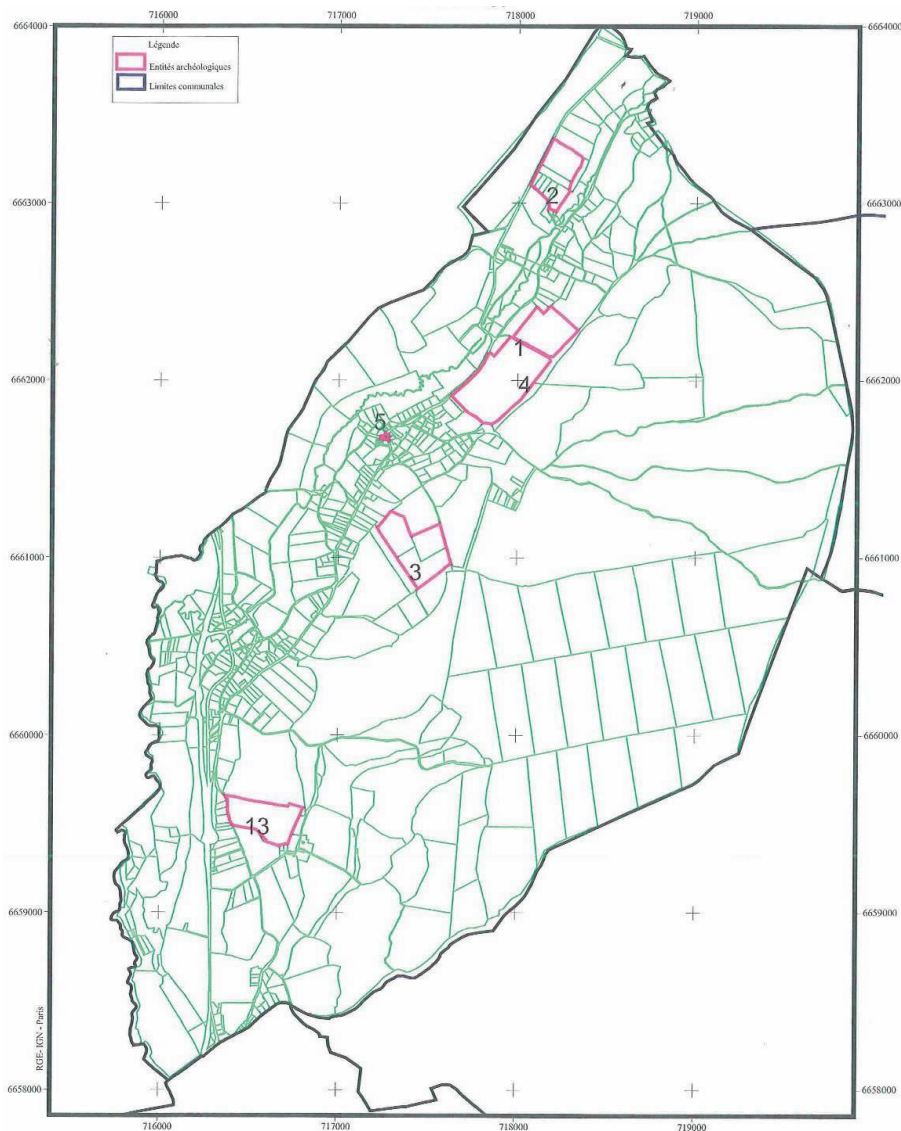 716000 717000 718000 719000
6664000 6664000
Légende
Entités archéologiques
Limites communales
2
6663000 6663000
1
6662000 6662000
4
5
6661000 6661000
3
6660000 6660000
13
6659000 6659000
RGE- IGN - Paris
6658000 6658000
716000 717000 718000 719000